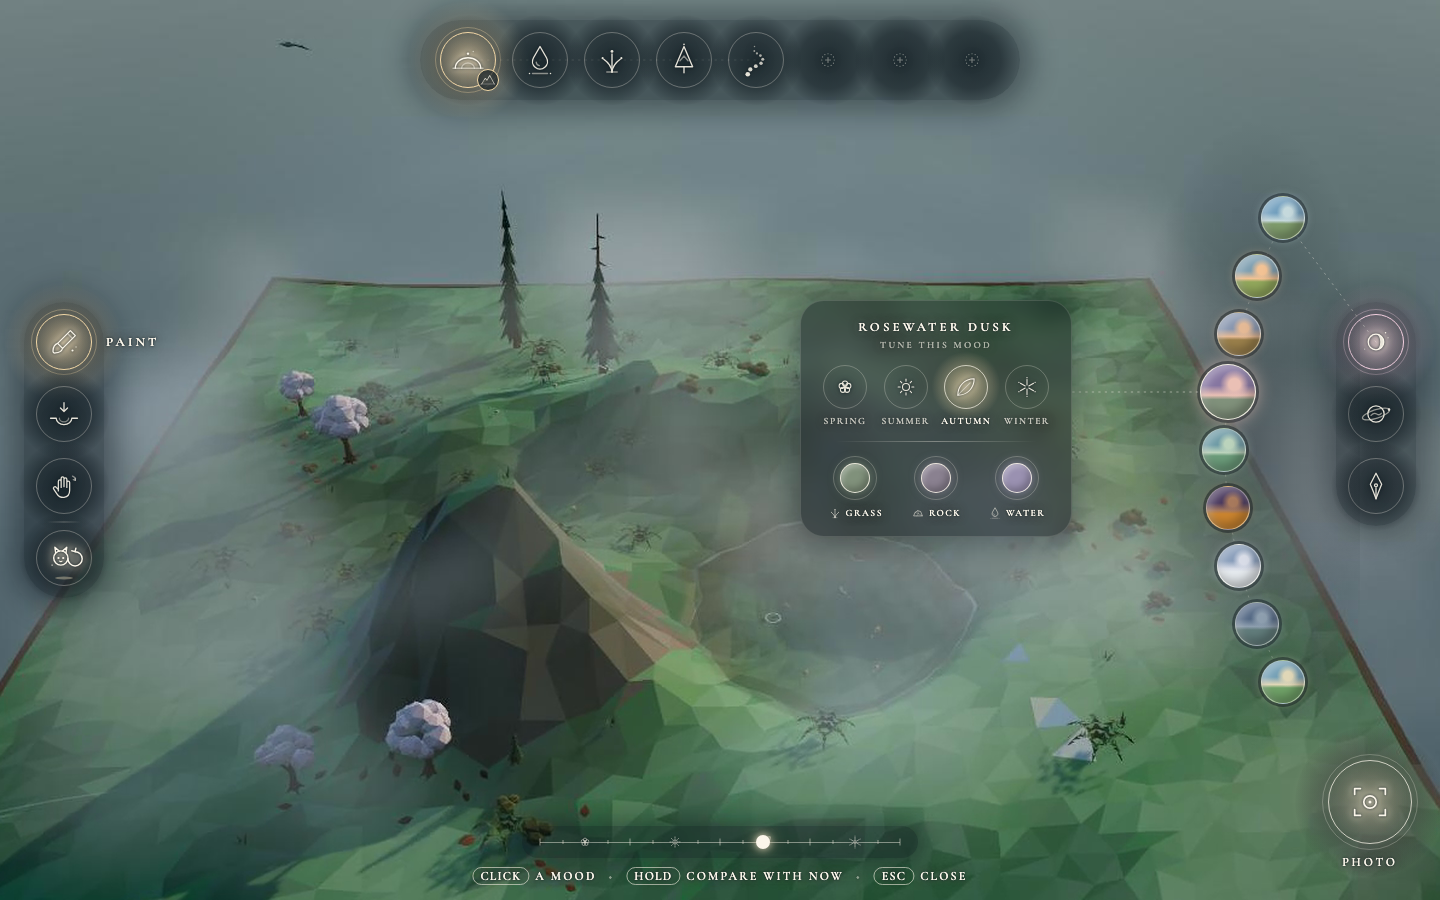 PAINT
ROSEWATER DUSK
TUNE THIS MOOD
SPRING SUMMER AUTUMN WINTER
GRASS ROCK WATER
PHOTO
CLICK A MOOD • HOLD COMPARE WITH NOW • ESC CLOSE